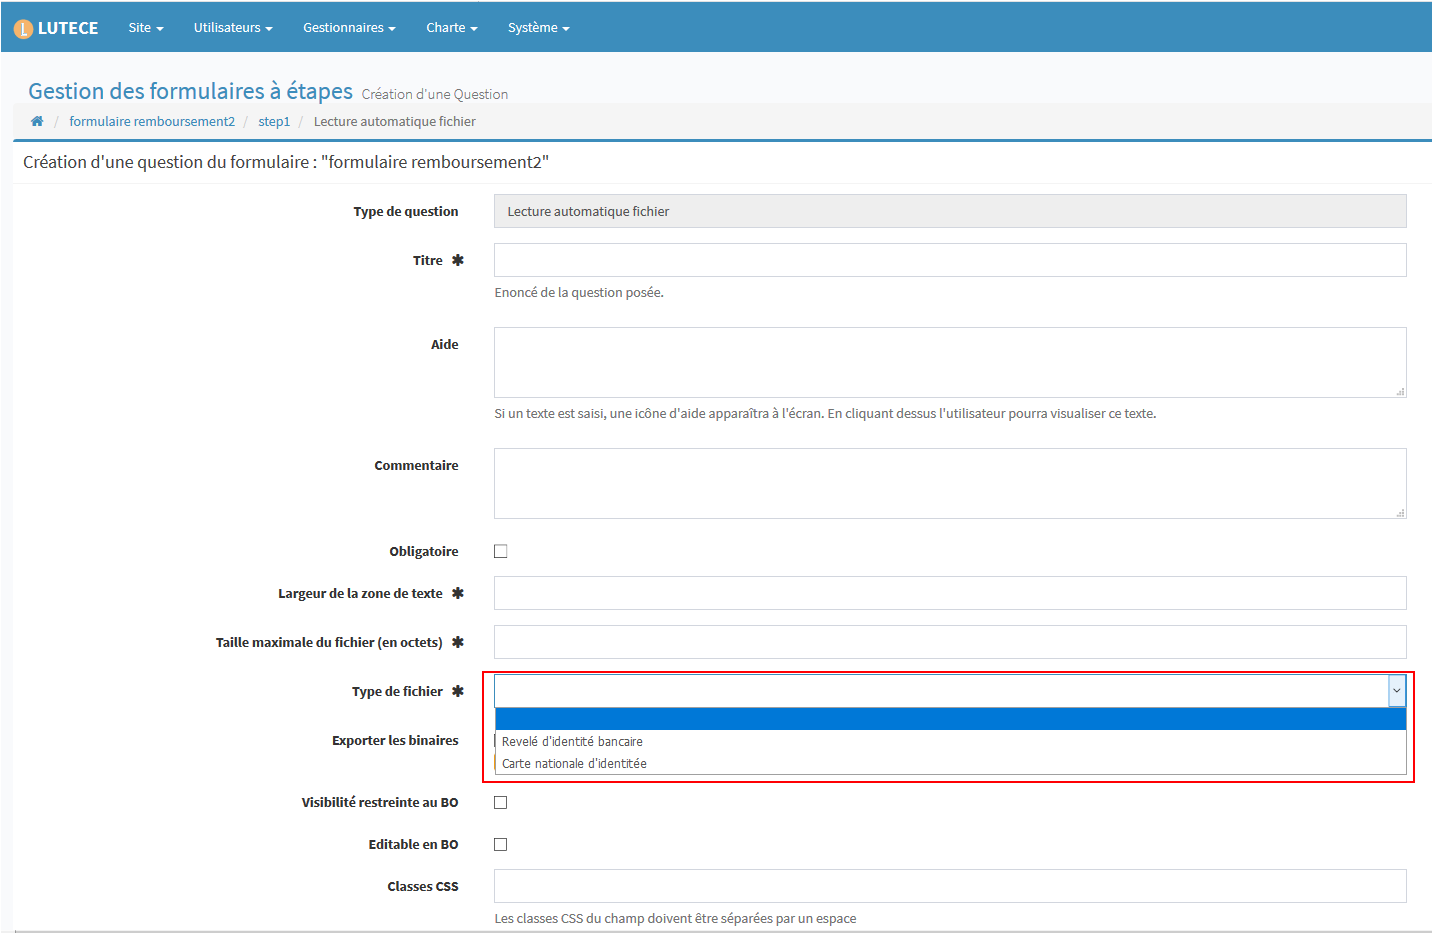 LUTECE Site Utilisateurs Gestionnaires Charte Système
Gestion des formulaires à étapes Création d'une Question
/ formulaire remboursement2 / step1 / Lecture automatique fichier
Création d'une question du formulaire : "formulaire remboursement2"
Type de question Lecture automatique fichier
Titre ✱
Enoncé de la question posée.
Aide
Si un texte est saisi, une icône d'aide apparaîtra à l'écran. En cliquant dessus l'utilisateur pourra visualiser ce texte.
Commentaire
Obligatoire
Largeur de la zone de texte ✱
Taille maximale du fichier (en octets) ✱
Type de fichier ✱
Exporter les binaires Revelé d'identité bancaire
Carte nationale d'identitée
Visibilité restreinte au BO
Editable en BO
Classes CSS
Les classes CSS du champ doivent être séparées par un espace